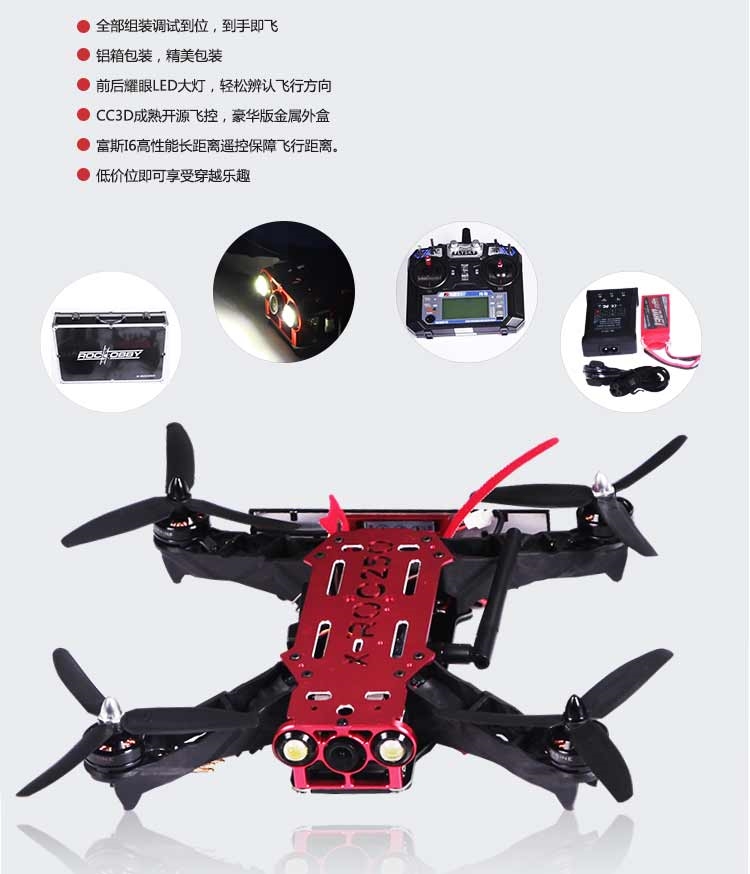 全部组装调试到位，到手即飞
铝箱包装，精美包装
前后耀眼LED大灯，轻松辨认飞行方向
CC3D成熟开源飞控，豪华版金属外盒
富斯I6高性能长距离遥控保障飞行距离。
低价位即可享受穿越乐趣
FLYSKY
ROCHOBBY
X-ROC250